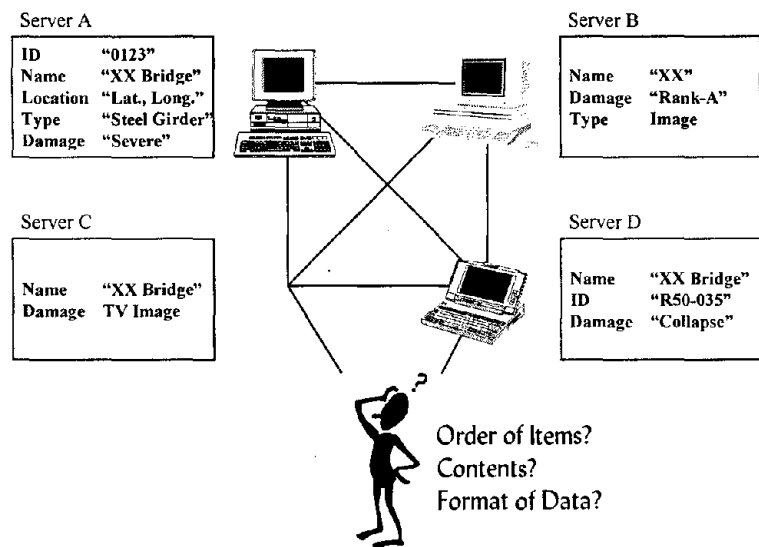 Server A
ID "0123"
Name "XX Bridge"
Location "Lat., Long."
Type "Steel Girder"
Damage "Severe"
Server B
Name "XX"
Damage "Rank-A"
Type Image
Server C
Name "XX Bridge"
Damage TV Image
Server D
Name "XX Bridge"
ID "R50-035"
Damage "Collapse"
?
Order of Items?
Contents?
Format of Data?